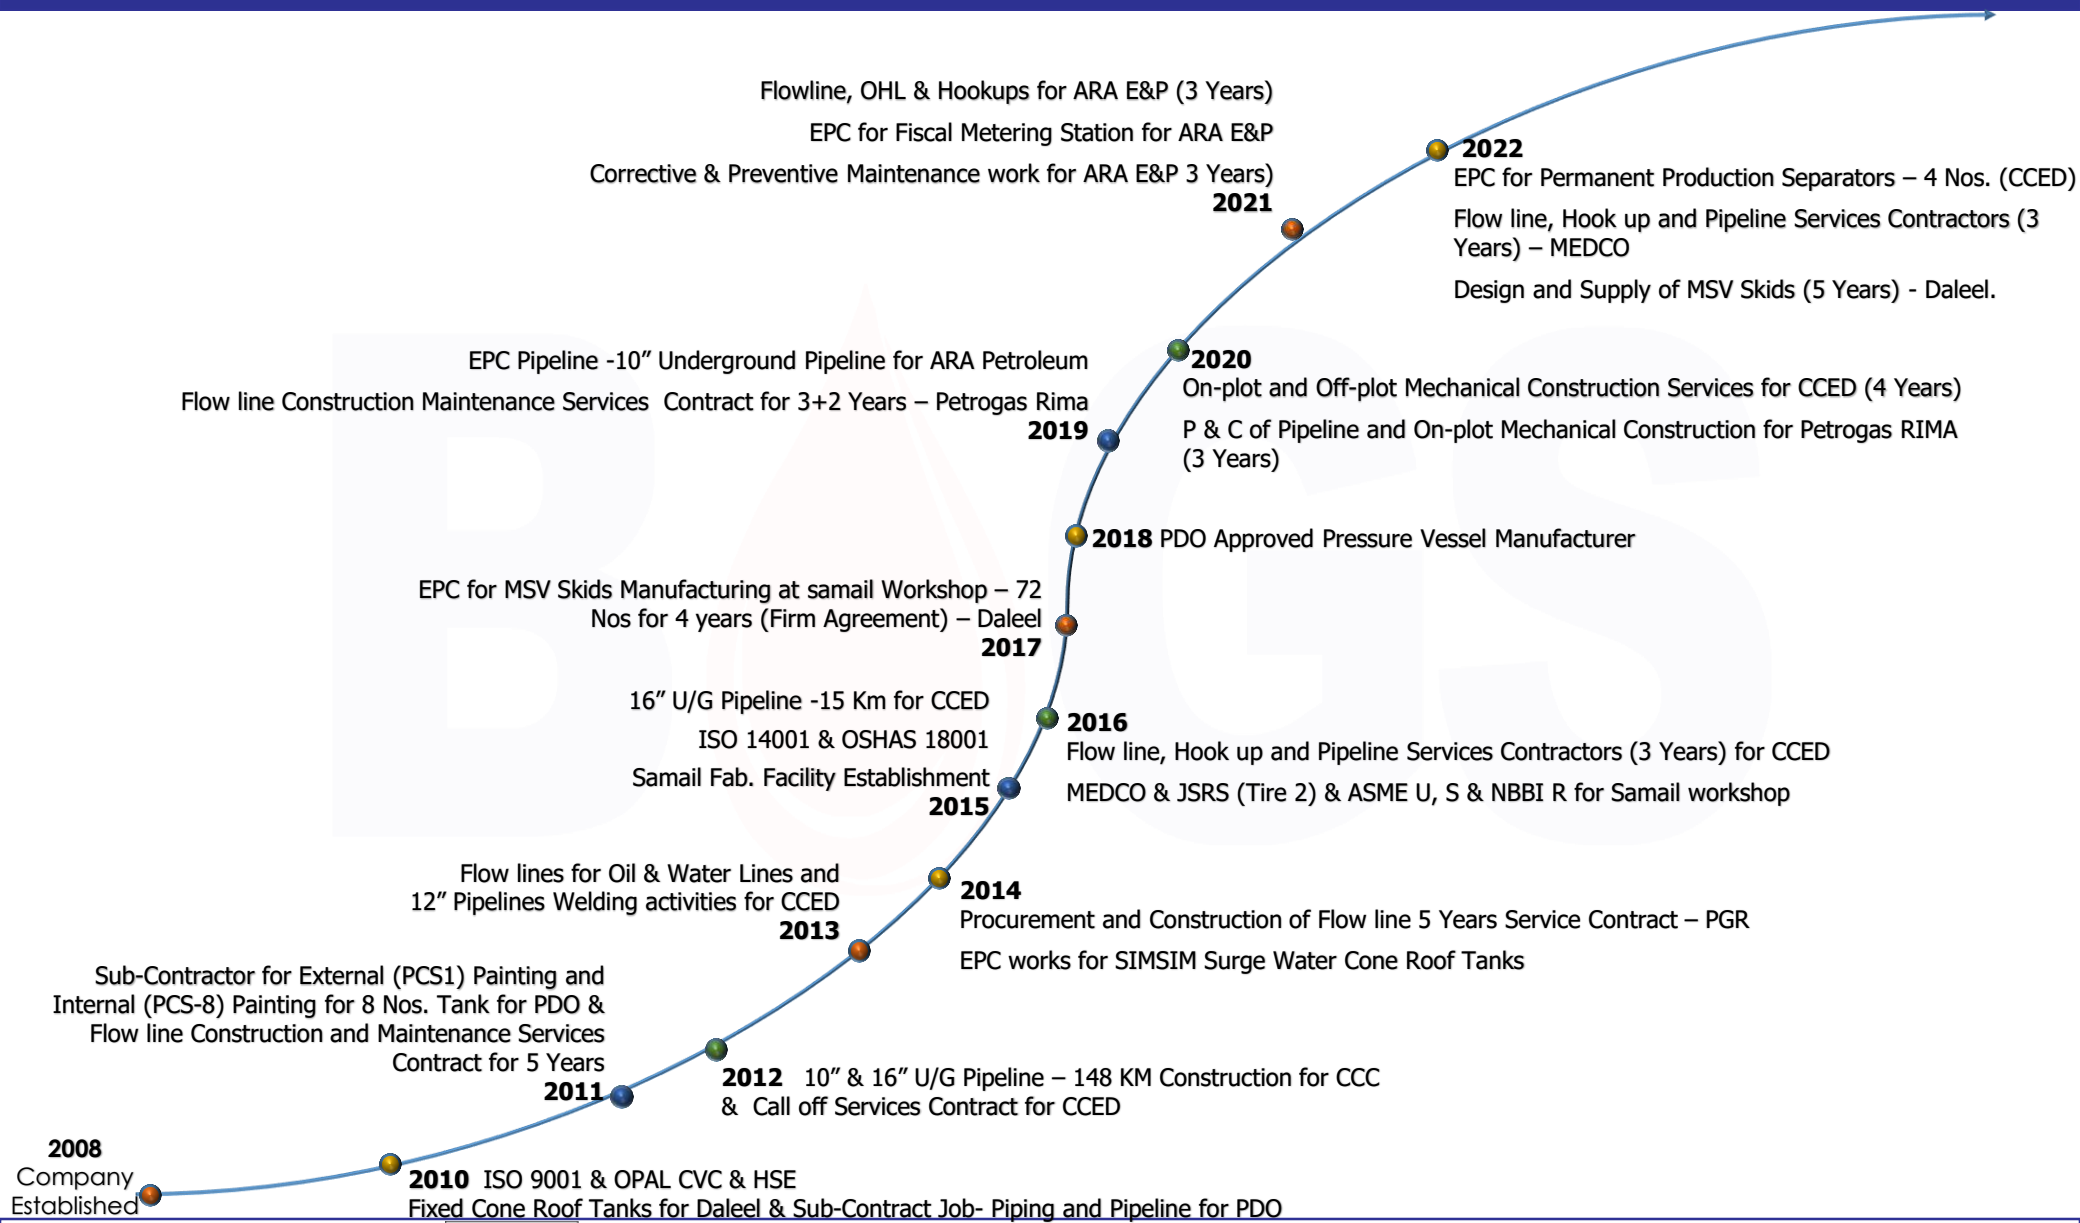 Flowline, OHL & Hookups for ARA E&P (3 Years)
EPC for Fiscal Metering Station for ARA E&P
Corrective & Preventive Maintenance work for ARA E&P 3 Years)
2021
2022
EPC for Permanent Production Separators – 4 Nos. (CCED)
Flow line, Hook up and Pipeline Services Contractors (3
Years) – MEDCO
Design and Supply of MSV Skids (5 Years) - Daleel.
EPC Pipeline -10” Underground Pipeline for ARA Petroleum
Flow line Construction Maintenance Services  Contract for 3+2 Years – Petrogas Rima
2019
2020
On-plot and Off-plot Mechanical Construction Services for CCED (4 Years)
P & C of Pipeline and On-plot Mechanical Construction for Petrogas RIMA
(3 Years)
2018 PDO Approved Pressure Vessel Manufacturer
EPC for MSV Skids Manufacturing at samail Workshop – 72
Nos for 4 years (Firm Agreement) – Daleel
2017
16” U/G Pipeline -15 Km for CCED
ISO 14001 & OSHAS 18001
Samail Fab. Facility Establishment
2015
2016
Flow line, Hook up and Pipeline Services Contractors (3 Years) for CCED
MEDCO & JSRS (Tire 2) & ASME U, S & NBBI R for Samail workshop
Flow lines for Oil & Water Lines and
12” Pipelines Welding activities for CCED
2013
2014
Procurement and Construction of Flow line 5 Years Service Contract – PGR
EPC works for SIMSIM Surge Water Cone Roof Tanks
Sub-Contractor for External (PCS1) Painting and
Internal (PCS-8) Painting for 8 Nos. Tank for PDO &
Flow line Construction and Maintenance Services
Contract for 5 Years
2011
2012  10” & 16” U/G Pipeline – 148 KM Construction for CCC
&  Call off Services Contract for CCED
2008
Company
Established
2010  ISO 9001 & OPAL CVC & HSE
Fixed Cone Roof Tanks for Daleel & Sub-Contract Job- Piping and Pipeline for PDO
B GS